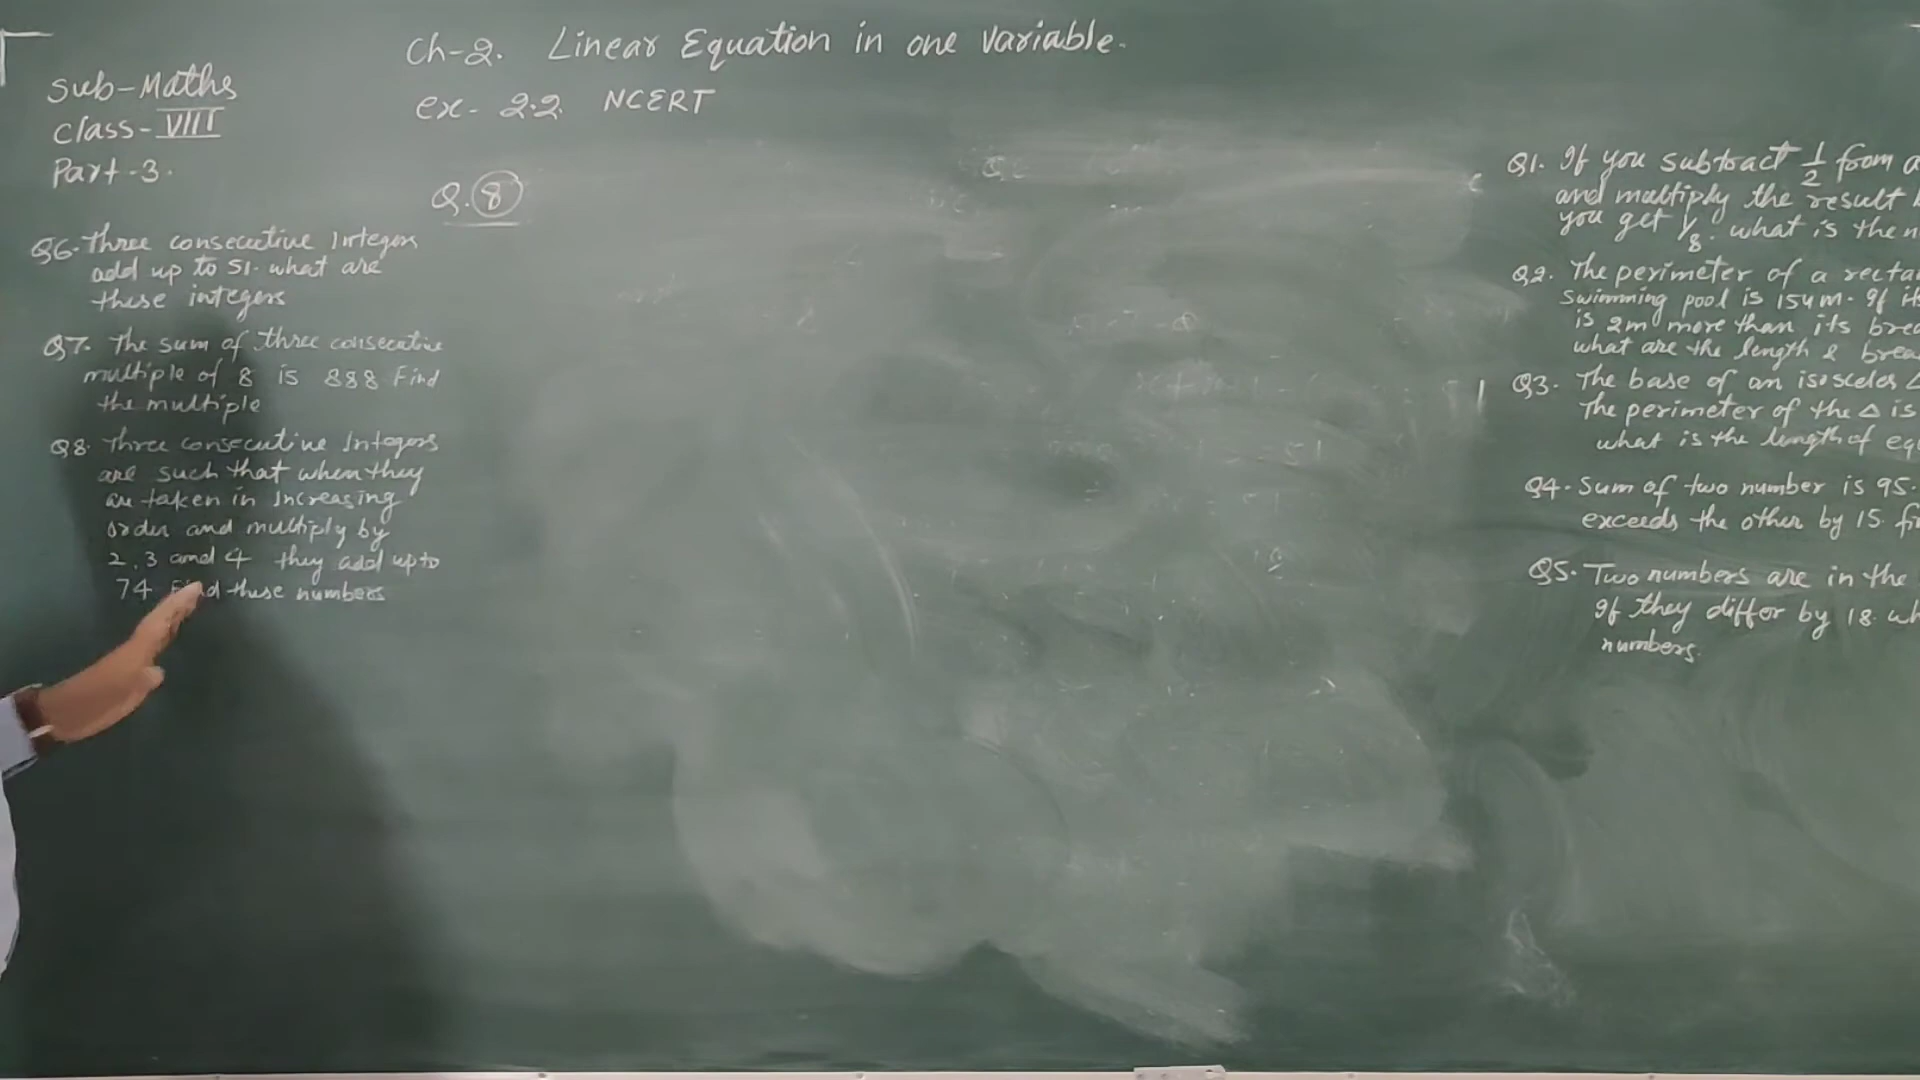 Ch-2. Linear Equation in one Variable.
ex- 2.2. NCERT
Sub-Maths
Class-VIII
Part-3.
Q.8
Q6. Three consecutive Integers
add up to 51. what are
these integers
Q7. The sum of three consecutive
multiple of 8 is 888 Find
the multiple
Q8. Three consecutive Integers
are such that when they
are taken in Increasing
order and multiply by
2, 3 and 4 they add up to
74. Find these numbers
Q1. If you subtract 1/2 from a
and multiply the result
you get 1/8. what is the
Q2. The perimeter of a
swimming pool is 154m. If
is 2m more than its
what are the length &
Q3. The base of an isosceles △
The perimeter of the △ is
what is the length of
Q4. Sum of two number is 95.
exceeds the other by 15.
Q5. Two numbers are in the
If they differ by 18.
numbers.